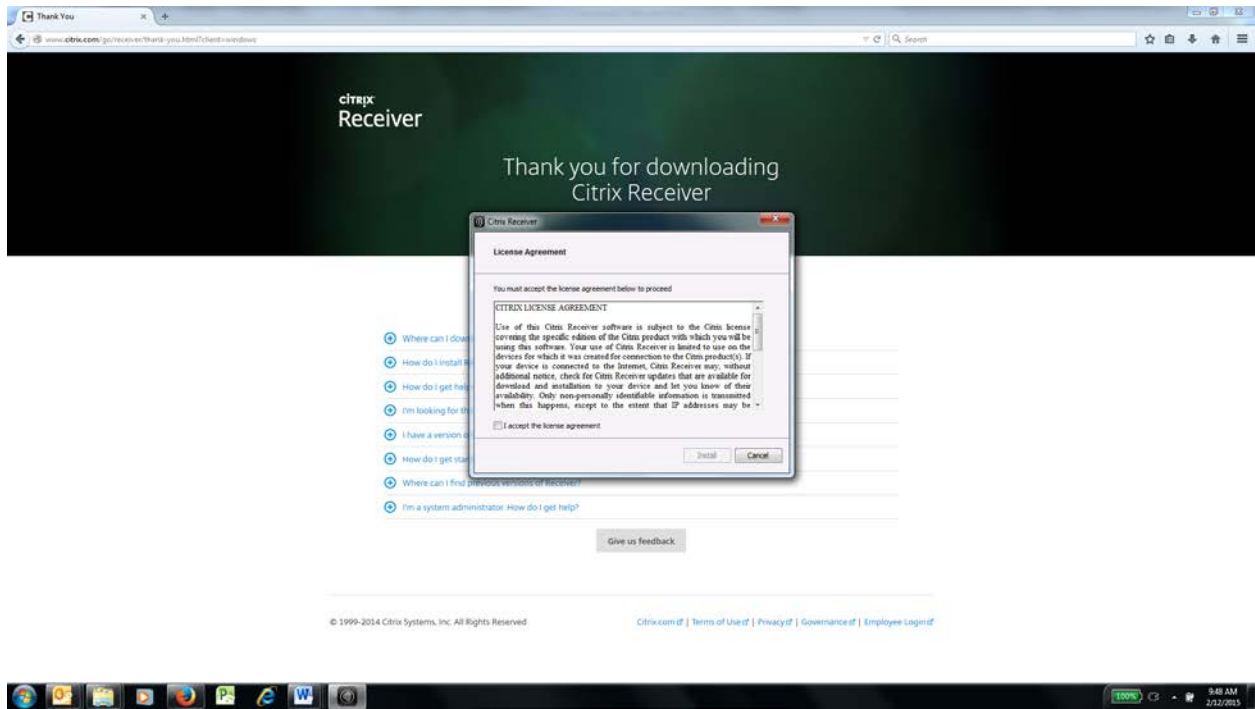 Thank You
www.citrix.com/go/receiver/thank-you.html?client=windows
Search
CITRIX
Receiver
Thank you for downloading
Citrix Receiver
Citrix Receiver
License Agreement
You must accept the license agreement below to proceed
CITRIX LICENSE AGREEMENT
Use of this Citrix Receiver software is subject to the Citrix license
covering the specific edition of the Citrix product with which you will be
using this software. Your use of Citrix Receiver is limited to use on the
devices for which it was created for connection to the Citrix product(s). If
your device is connected to the Internet, Citrix Receiver may, without
additional notice, check for Citrix Receiver updates that are available for
download and installation to your device and let you know of their
availability. Only non-personally identifiable information is transmitted
when this happens, except to the extent that IP addresses may be
I accept the license agreement
Install Cancel
Where can I dow
How do I install R
How do I get help
I'm looking for th
I have a version o
How do I get star
Where can I find previous versions of Receiver?
I'm a system administrator. How do I get help?
Give us feedback
© 1999-2014 Citrix Systems, Inc. All Rights Reserved
Citrix.com | Terms of Use | Privacy | Governance | Employee Login
100%
9:48 AM
2/12/2015